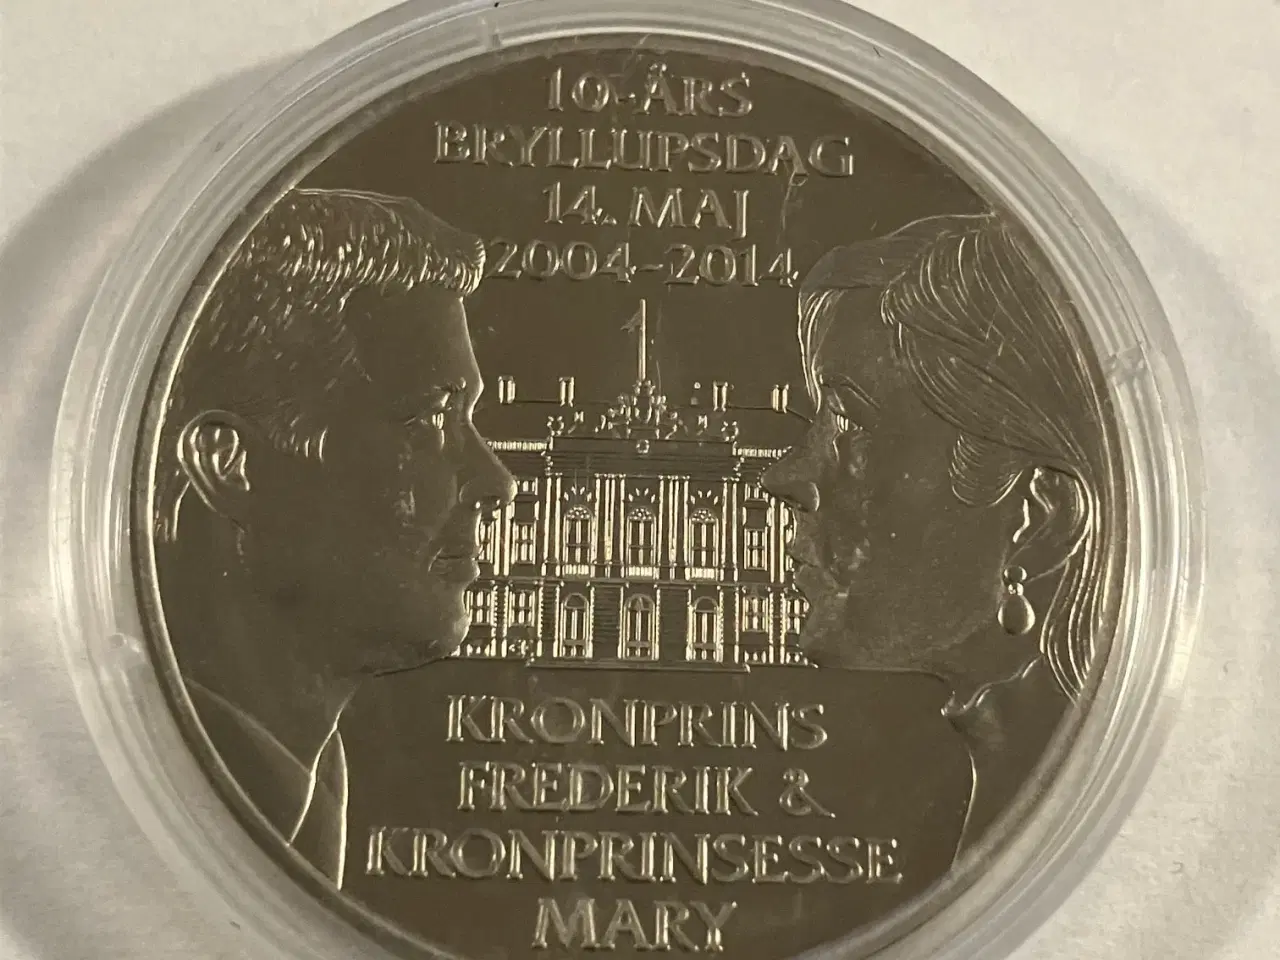 10-ÅRS
BRYLLUPSDAG
14. MAJ
2004-2014
KRONPRINS
FREDERIK &
KRONPRINSESSE
MARY